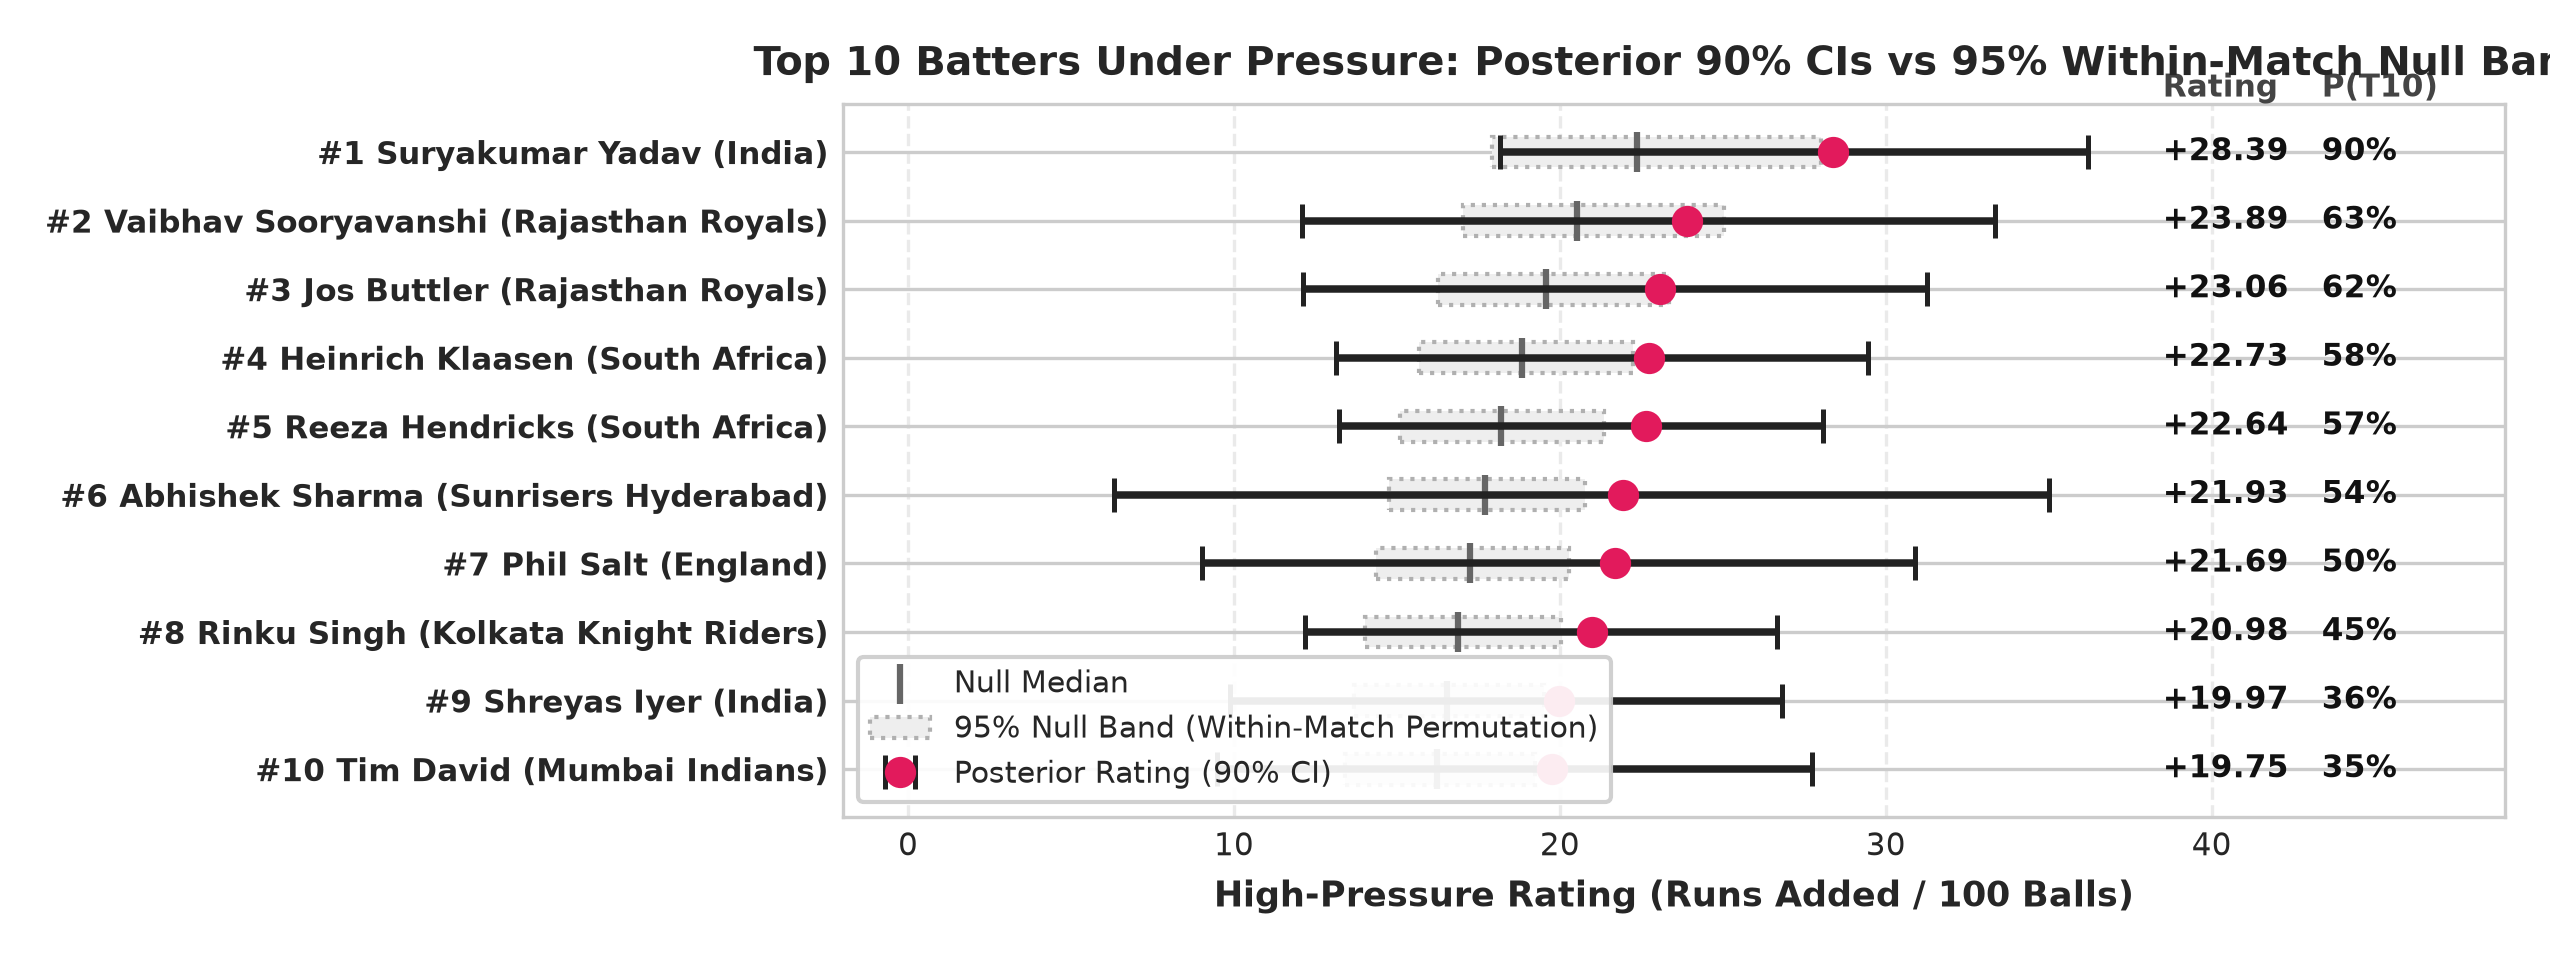 Top 10 Batters Under Pressure: Posterior 90% CIs vs 95% Within-Match Null
Rating P(T10)
#1 Suryakumar Yadav (India) +28.39 90%
#2 Vaibhav Sooryavanshi (Rajasthan Royals) +23.89 63%
#3 Jos Buttler (Rajasthan Royals) +23.06 62%
#4 Heinrich Klaasen (South Africa) +22.73 58%
#5 Reeza Hendricks (South Africa) +22.64 57%
#6 Abhishek Sharma (Sunrisers Hyderabad) +21.93 54%
#7 Phil Salt (England) +21.69 50%
#8 Rinku Singh (Kolkata Knight Riders) +20.98 45%
#9 Shreyas Iyer (India) +19.97 36%
#10 Tim David (Mumbai Indians) +19.75 35%
Null Median
95% Null Band (Within-Match Permutation)
Posterior Rating (90% CI)
0 10 20 30 40
High-Pressure Rating (Runs Added / 100 Balls)